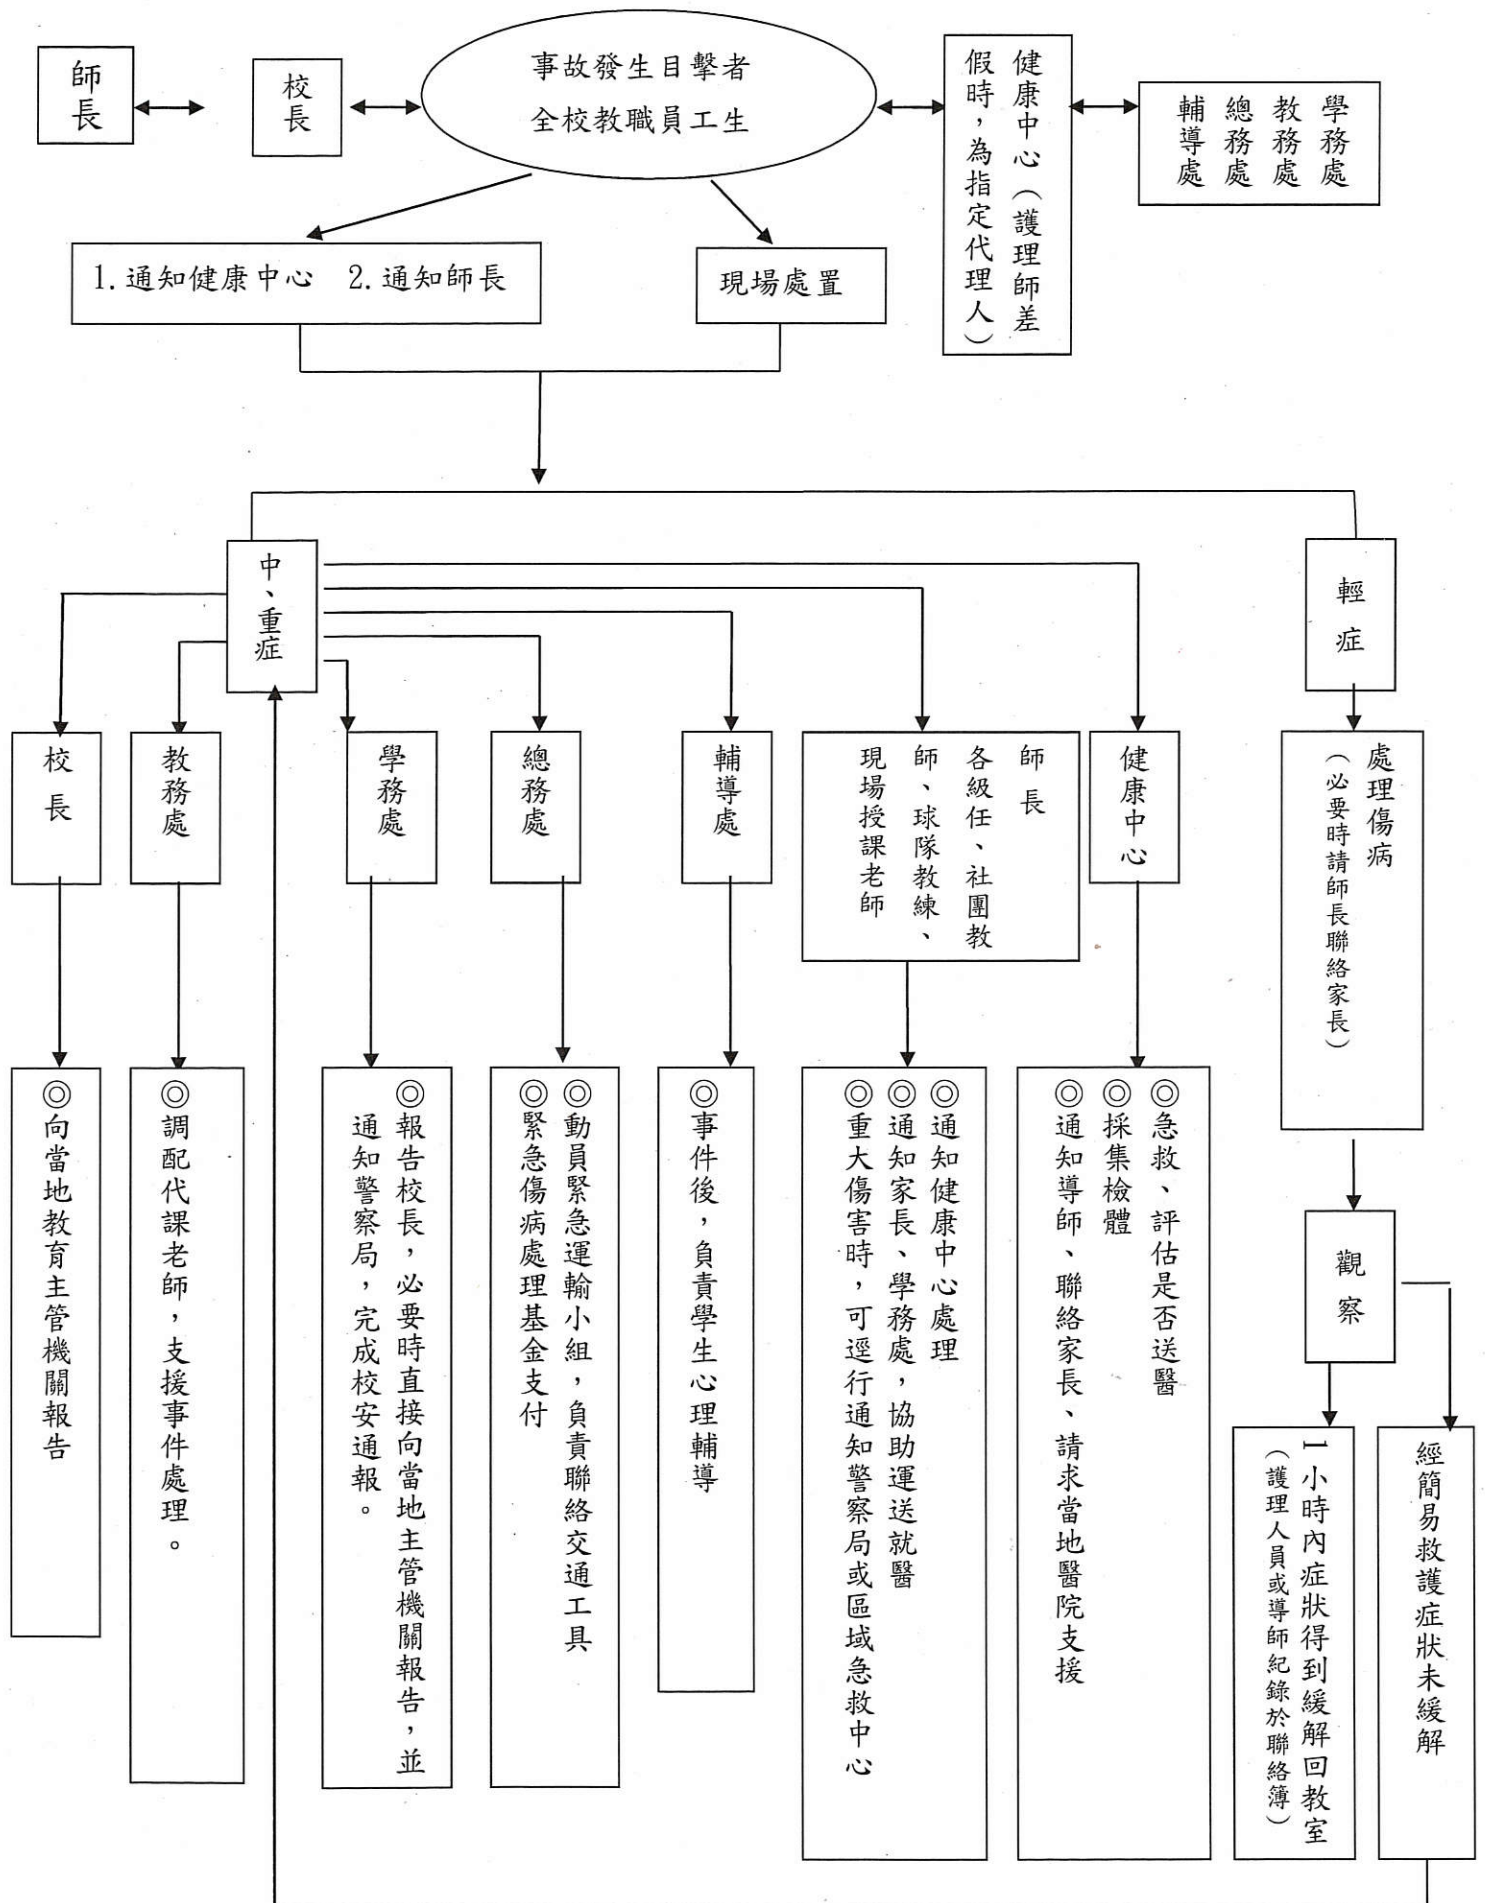 師長
校長
事故發生目擊者
全校教職員工生
健康中心（護理師差
假時，為指定代理人）
學務處
教務處
總務處
輔導處
1.通知健康中心 2.通知師長
現場處置
中、重症
輕症
校長
教務處
學務處
總務處
輔導處
師長
各級任、社團教
師、球隊教練、
現場授課老師
健康中心
處理傷病
（必要時請師長聯絡家長）
◎向當地教育主管機關報告
◎調配代課老師，支援事件處理。
◎報告校長，必要時直接向當地主管機關報告，並
通知警察局，完成校安通報。
◎動員緊急運輸小組，負責聯絡交通工具
◎緊急傷病處理基金支付
◎事件後，負責學生心理輔導
◎通知健康中心處理
◎通知家長、學務處，協助運送就醫
◎重大傷害時，可逕行通知警察局或區域急救中心
◎急救、評估是否送醫
◎採集檢體
◎通知導師、聯絡家長、請求當地醫院支援
觀察
1小時內症狀得到緩解回教室
（護理人員或導師紀錄於聯絡簿）
經簡易救護症狀未緩解